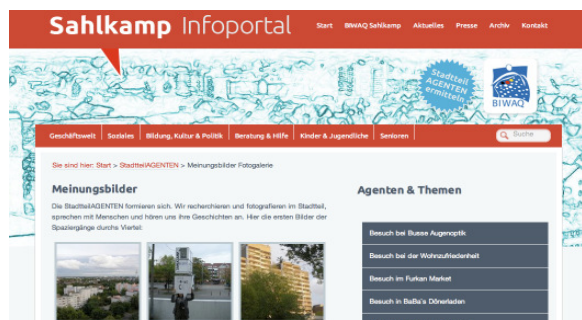 Sahlkamp Infoportal
Start BIWAQ Sahlkamp Aktuelles Presse Archiv Kontakt
Stadtteil
AGENTEN
ermitteln
BIWAQ
Geschäftswelt Soziales Bildung, Kultur & Politik Beratung & Hilfe Kinder & Jugendliche Senioren Suche
Sie sind hier: Start > StadtteilAGENTEN > Meinungsbilder Fotogalerie
Meinungsbilder
Die StadtteilAGENTEN formieren sich. Wir recherchieren und fotografieren im Stadtteil,
sprechen mit Menschen und hören uns ihre Geschichten an. Hier die ersten Bilder der
Spaziergänge durchs Viertel:
Agenten & Themen
Besuch bei Busse Augenoptik
Besuch bei der Wohnzufriedenheit
Besuch im Furkan Market
Besuch in BaBa's Dönerladen